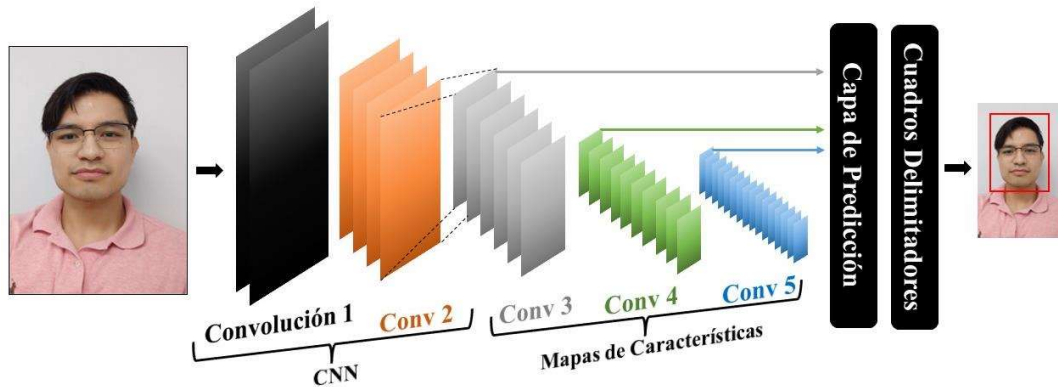 Convolución 1
Conv 2
Conv 3
Conv 4
Conv 5
CNN
Mapas de Características
Capa de Predicción
Cuadros Delimitadores